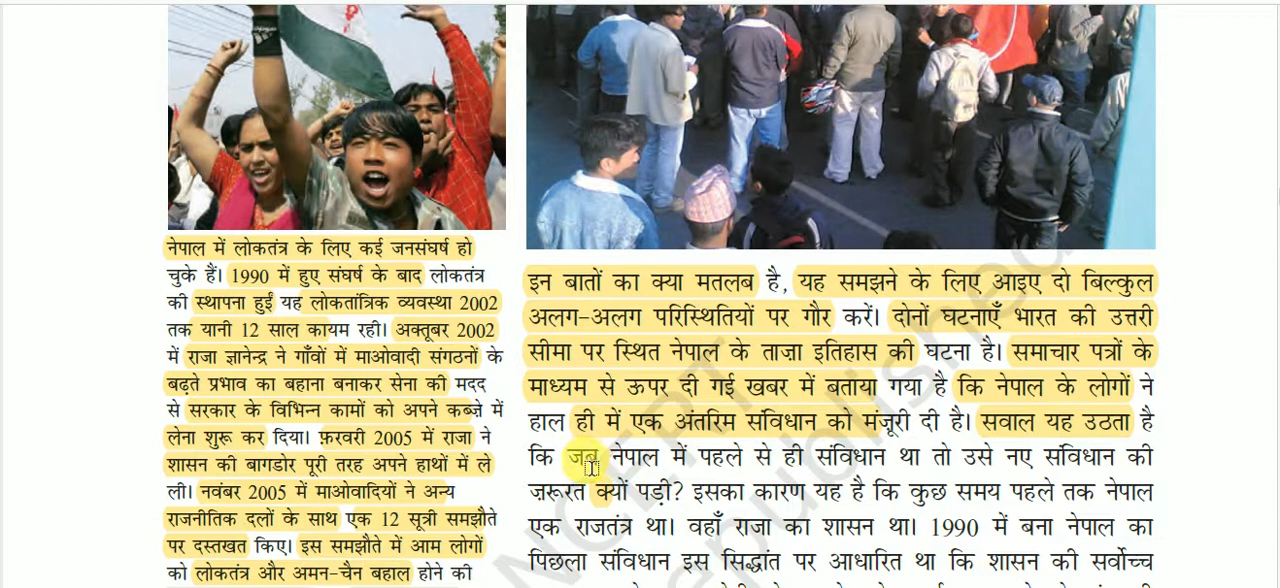 नेपाल में लोकतंत्र के लिए कई जनसंघर्ष हो
चुके हैं। 1990 में हुए संघर्ष के बाद लोकतंत्र
की स्थापना हुई यह लोकतांत्रिक व्यवस्था 2002
तक यानी 12 साल कायम रही। अक्तूबर 2002
में राजा ज्ञानेन्द्र ने गाँवों में माओवादी संगठनों के
बढ़ते प्रभाव का बहाना बनाकर सेना की मदद
से सरकार के विभिन्न कामों को अपने कब्ज़े में
लेना शुरू कर दिया। फ़रवरी 2005 में राजा ने
शासन की बागडोर पूरी तरह अपने हाथों में ले
ली। नवंबर 2005 में माओवादियों ने अन्य
राजनीतिक दलों के साथ एक 12 सूत्री समझौते
पर दस्तखत किए। इस समझौते में आम लोगों
को लोकतंत्र और अमन-चैन बहाल होने की
इन बातों का क्या मतलब है, यह समझने के लिए आइए दो बिल्कुल
अलग-अलग परिस्थितियों पर गौर करें। दोनों घटनाएँ भारत की उत्तरी
सीमा पर स्थित नेपाल के ताजा इतिहास की घटना है। समाचार पत्रों के
माध्यम से ऊपर दी गई खबर में बताया गया है कि नेपाल के लोगों ने
हाल ही में एक अंतरिम संविधान को मंजूरी दी है। सवाल यह उठता है
कि जब नेपाल में पहले से ही संविधान था तो उसे नए संविधान की
ज़रूरत क्यों पड़ी? इसका कारण यह है कि कुछ समय पहले तक नेपाल
एक राजतंत्र था। वहाँ राजा का शासन था। 1990 में बना नेपाल का
पिछला संविधान इस सिद्धांत पर आधारित था कि शासन की सर्वोच्च